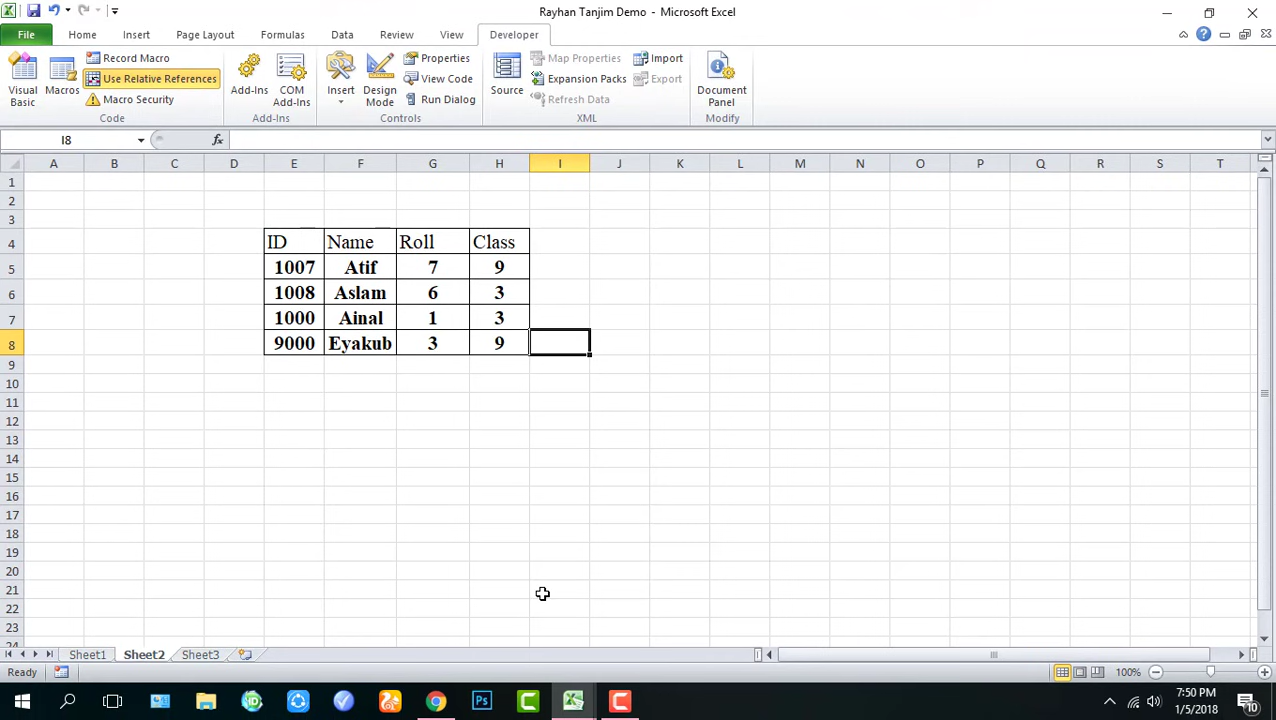 Rayhan Tanjim Demo - Microsoft Excel
File Home Insert Page Layout Formulas Data Review View Developer
Visual Basic
Macros
Record Macro
Use Relative References
Macro Security
Code
Add-Ins
COM Add-Ins
Add-Ins
Insert
Design Mode
Properties
View Code
Run Dialog
Controls
Source
Map Properties
Expansion Packs
Refresh Data
Import
Export
XML
Document Panel
Modify
I8 fx
A B C D E F G H I J K L M N O P Q R S T
1
2
3
4 ID Name Roll Class
5 1007 Atif 7 9
6 1008 Aslam 6 3
7 1000 Ainal 1 3
8 9000 Eyakub 3 9
9
10
11
12
13
14
15
16
17
18
19
20
21
22
23
24
Sheet1 Sheet2 Sheet3
Ready 100%
Ps
7:50 PM
1/5/2018
10